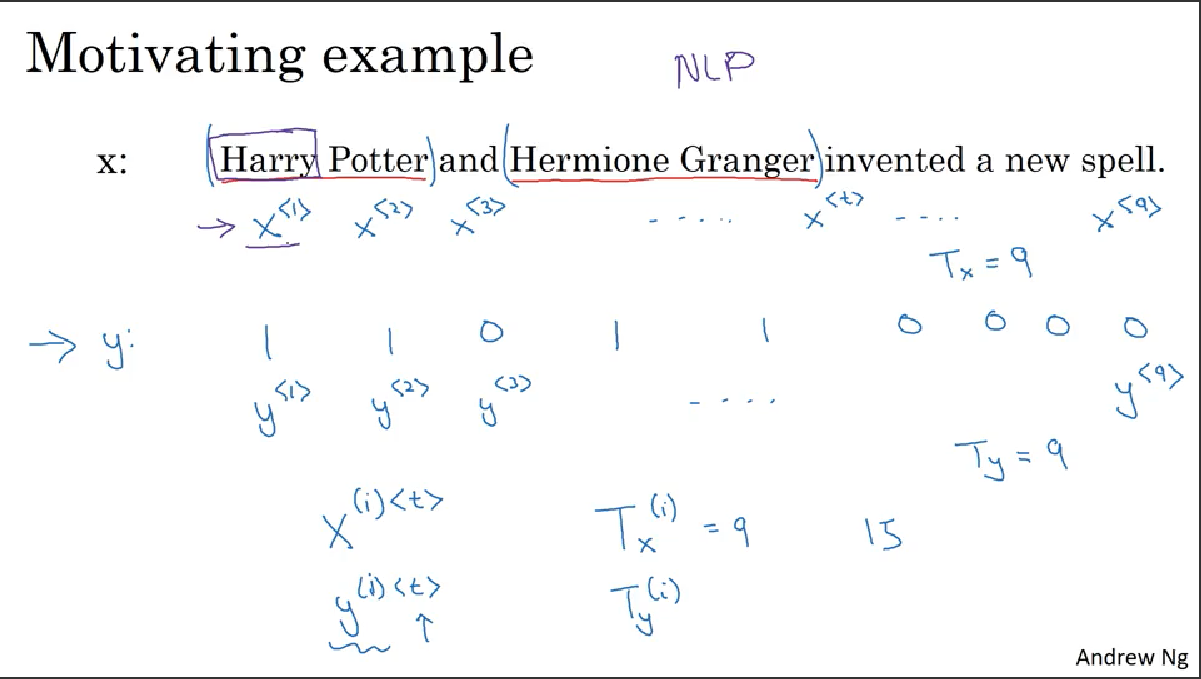 Motivating example NLP
x: (Harry Potter) and (Hermione Granger) invented a new spell.
→ x<1> x<2> x<3> ----.. x<t> ---.. x<9>
Tx = 9
→ y: 1 1 0 1 1 0 0 0 0
y<1> y<2> y<3> -.... y<9>
Ty = 9
X(i)<t> Tx(i) = 9 15
y(i)<t> Ty(i)
↑
Andrew Ng